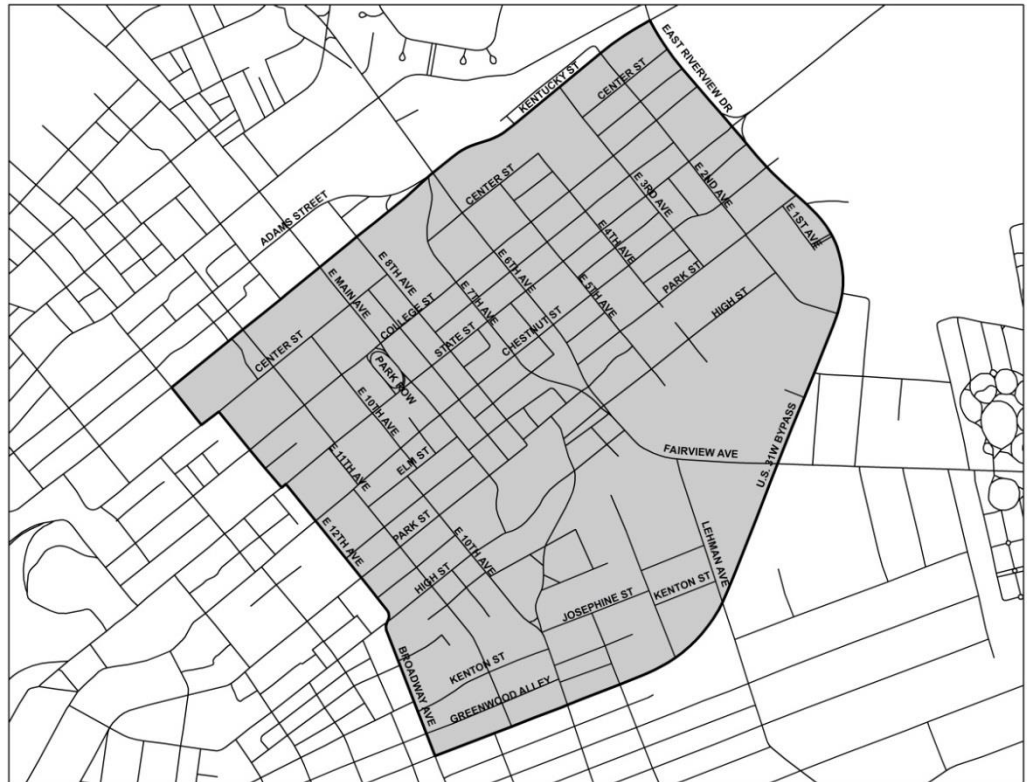 EAST RIVERVIEW DR
CENTER ST
KENTUCKY ST
CENTER ST
E 2ND AVE
E 3RD AVE
E 1ST AVE
ADAMS STREET
E 4TH AVE
E 6TH AVE
E 8TH AVE
E MAIN AVE
PARK ST
E 5TH AVE
E 7TH AVE
HIGH ST
COLLEGE ST
CHESTNUT ST
STATE ST
CENTER ST
PARK ROW
E 10TH AVE
U.S. 31W BYPASS
FAIRVIEW AVE
ELM ST
E 11TH AVE
PARK ST
E 12TH AVE
E 10TH AVE
LEHMAN AVE
HIGH ST
KENTON ST
JOSEPHINE ST
BROADWAY AVE
KENTON ST
GREENWOOD ALLEY